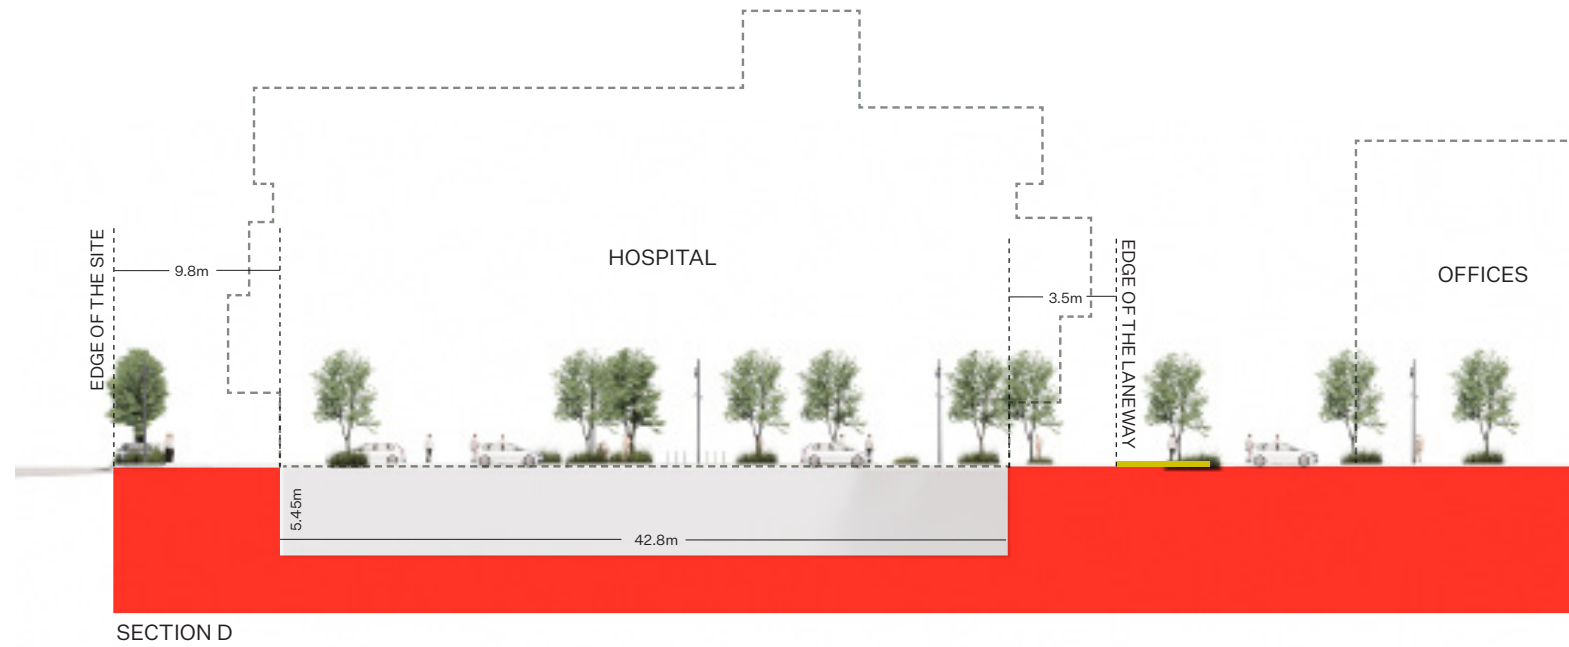 EDGE OF THE SITE
9.8m
HOSPITAL
3.5m
EDGE OF THE LANEWAY
OFFICES
5.45m
42.8m
SECTION D